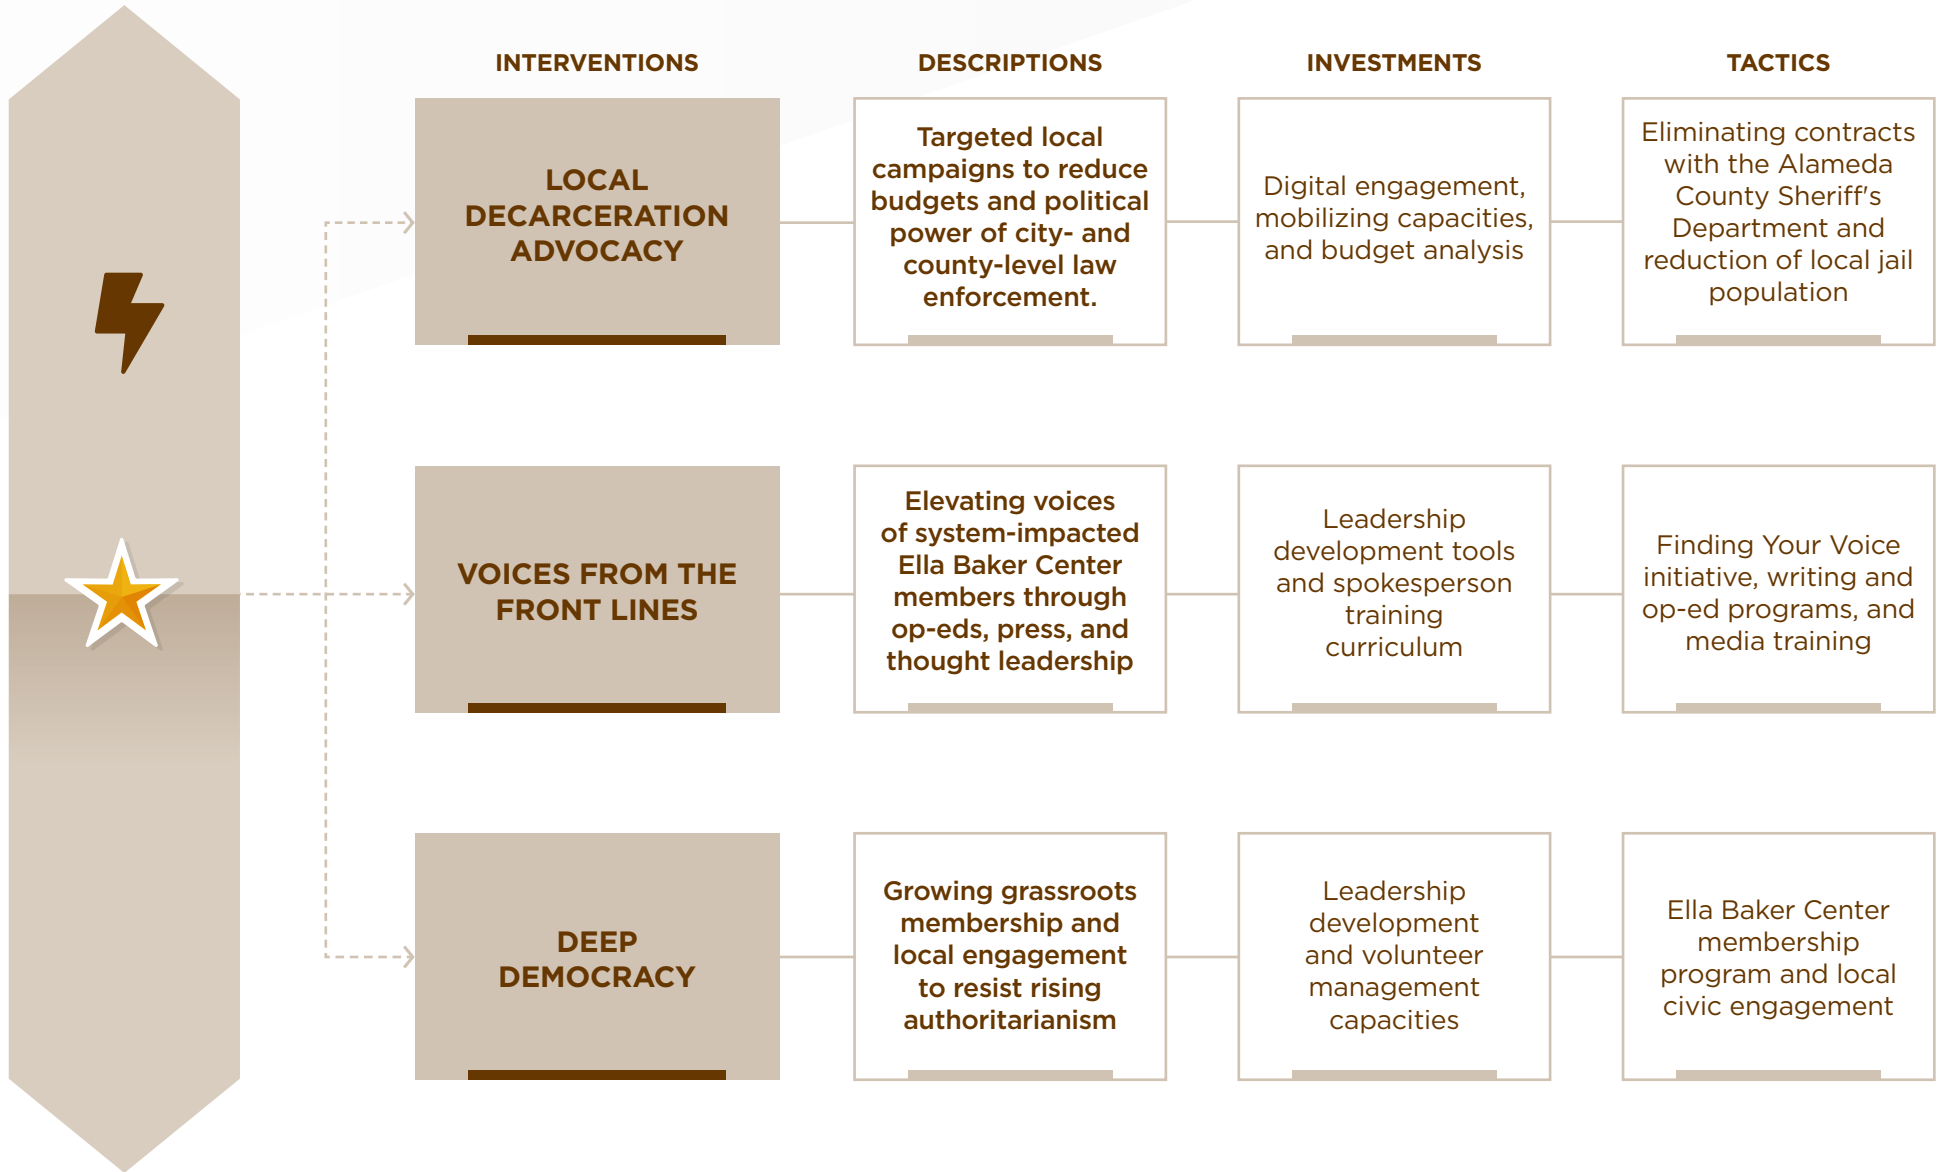 INTERVENTIONS
DESCRIPTIONS
INVESTMENTS
TACTICS
LOCAL
DECARCERATION
ADVOCACY
Targeted local
campaigns to reduce
budgets and political
power of city- and
county-level law
enforcement.
Digital engagement,
mobilizing capacities,
and budget analysis
Eliminating contracts
with the Alameda
County Sheriff's
Department and
reduction of local jail
population
VOICES FROM THE
FRONT LINES
Elevating voices
of system-impacted
Ella Baker Center
members through
op-eds, press, and
thought leadership
Leadership
development tools
and spokesperson
training
curriculum
Finding Your Voice
initiative, writing and
op-ed programs, and
media training
DEEP
DEMOCRACY
Growing grassroots
membership and
local engagement
to resist rising
authoritarianism
Leadership
development
and volunteer
management
capacities
Ella Baker Center
membership
program and local
civic engagement